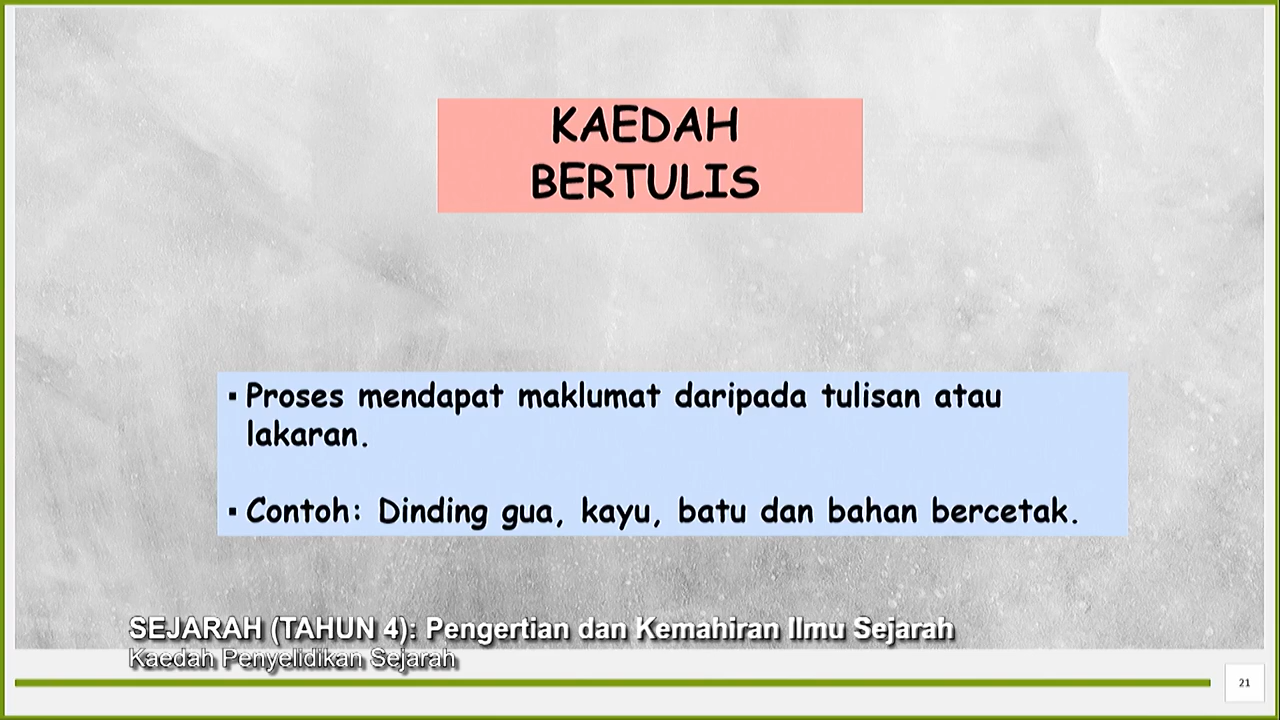 KAEDAH
BERTULIS
▪ Proses mendapat maklumat daripada tulisan atau
lakaran.
▪ Contoh: Dinding gua, kayu, batu dan bahan bercetak.
SEJARAH (TAHUN 4): Pengertian dan Kemahiran Ilmu Sejarah
Kaedah Penyelidikan Sejarah
21